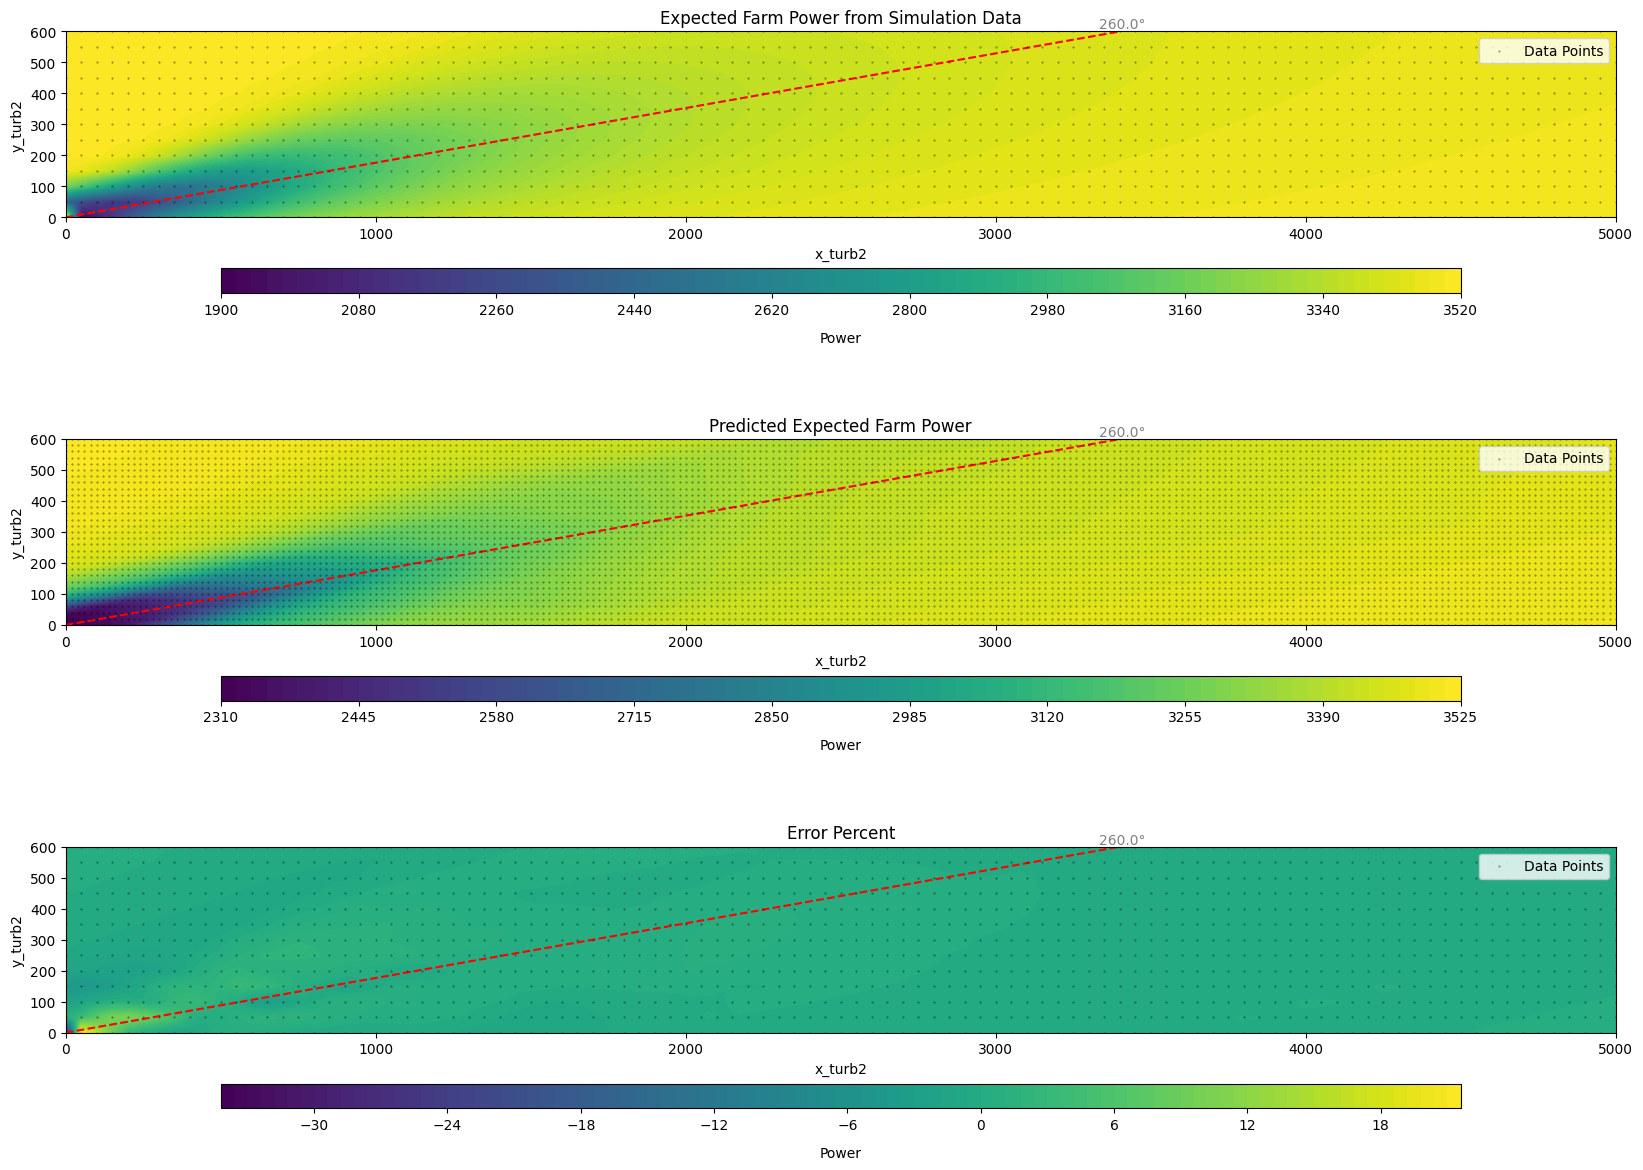 Expected Farm Power from Simulation Data
260.0°
Data Points
600
500
400
300
200
100
0
y_turb2
0 1000 2000 3000 4000 5000
x_turb2
1900 2080 2260 2440 2620 2800 2980 3160 3340 3520
Power
Predicted Expected Farm Power
260.0°
Data Points
600
500
400
300
200
100
0
y_turb2
0 1000 2000 3000 4000 5000
x_turb2
2310 2445 2580 2715 2850 2985 3120 3255 3390 3525
Power
Error Percent
260.0°
Data Points
600
500
400
300
200
100
0
y_turb2
0 1000 2000 3000 4000 5000
x_turb2
−30 −24 −18 −12 −6 0 6 12 18
Power